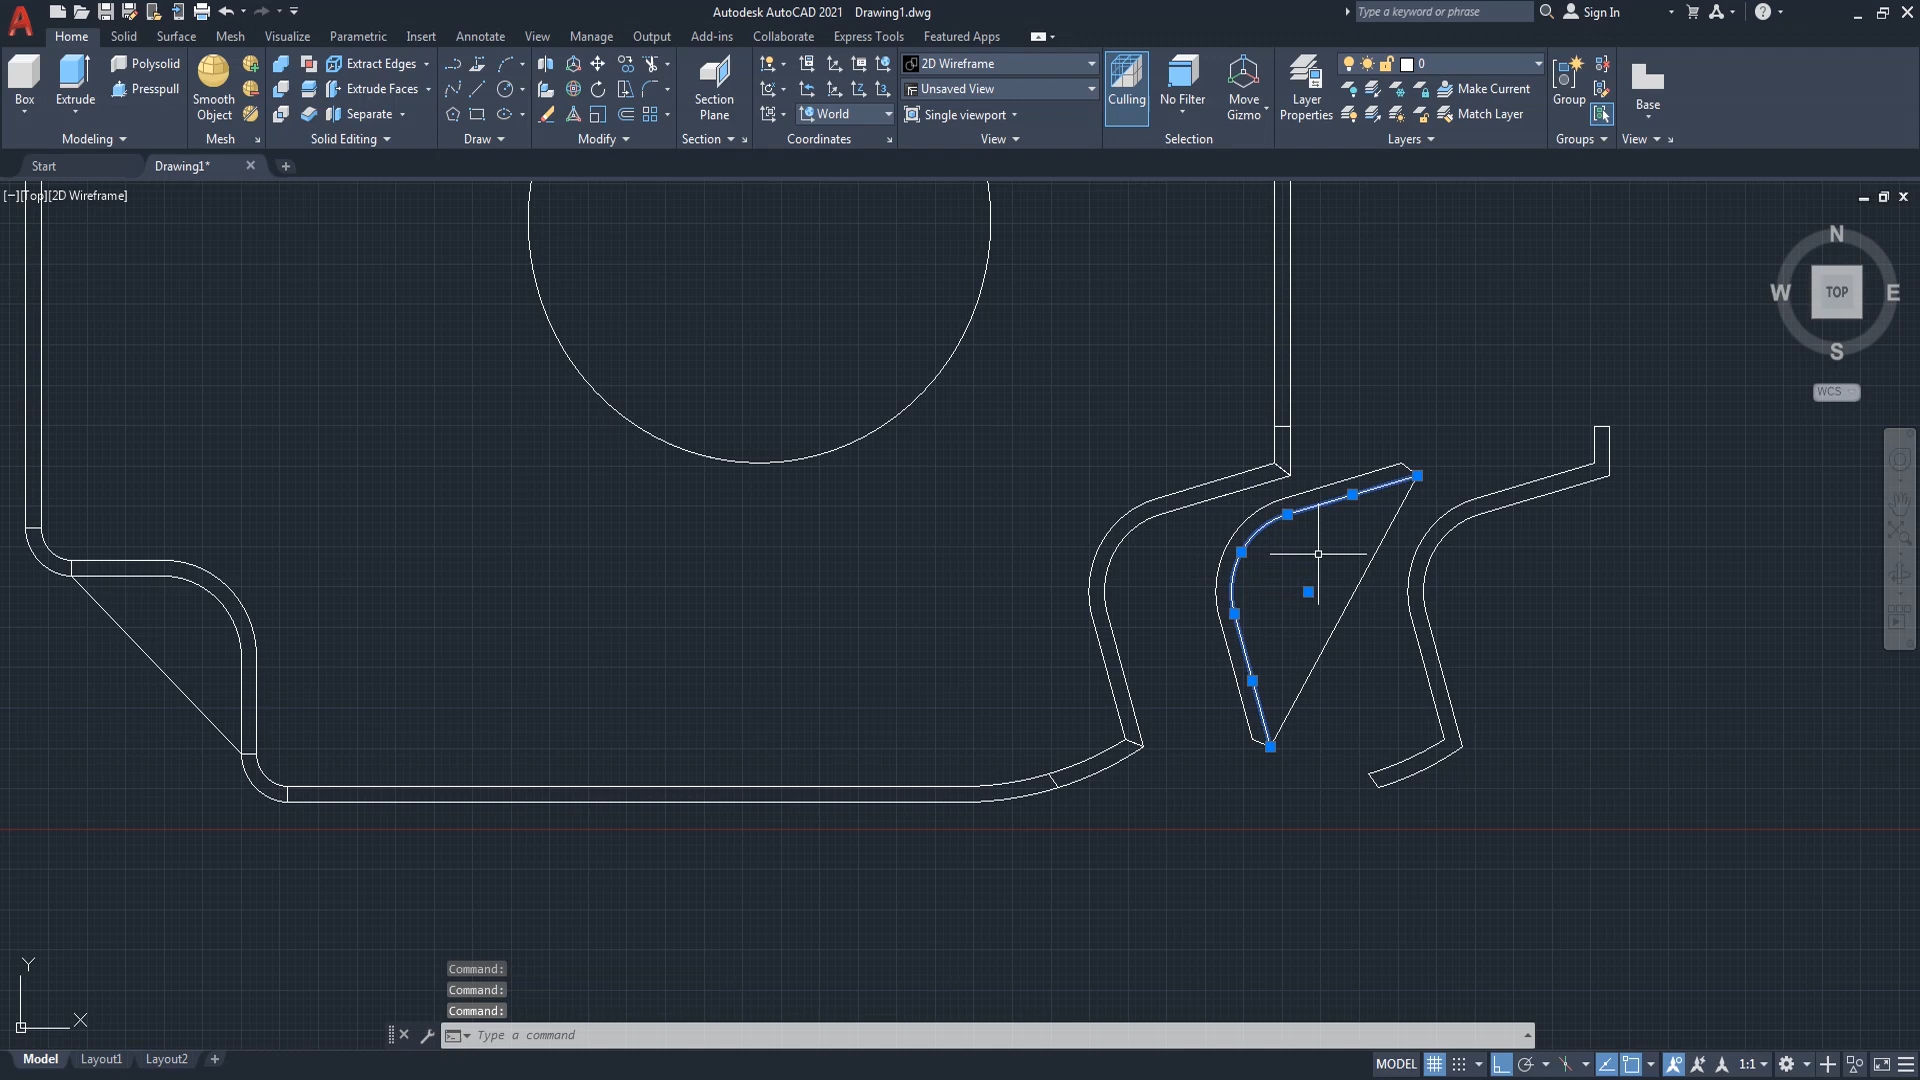 Autodesk AutoCAD 2021 Drawing1.dwg
Type a keyword or phrase
Sign In
Home Solid Surface Mesh Visualize Parametric Insert Annotate View Manage Output Add-ins Collaborate Express Tools Featured Apps
Box
Extrude
Polysolid
Presspull
Modeling
Smooth
Object
Mesh
Extract Edges
Extrude Faces
Separate
Solid Editing
Draw
Modify
Section
Plane
Section
World
Coordinates
2D Wireframe
Unsaved View
Single viewport
View
Culling
No Filter
Move
Gizmo
Selection
Layer
Properties
0
Make Current
Match Layer
Layers
Group
Groups
Base
View
Start
Drawing1*
[−][Top][2D Wireframe]
N
W TOP E
S
WCS
Y
X
Command:
Command:
Command:
Type a command
Model Layout1 Layout2
MODEL
1:1